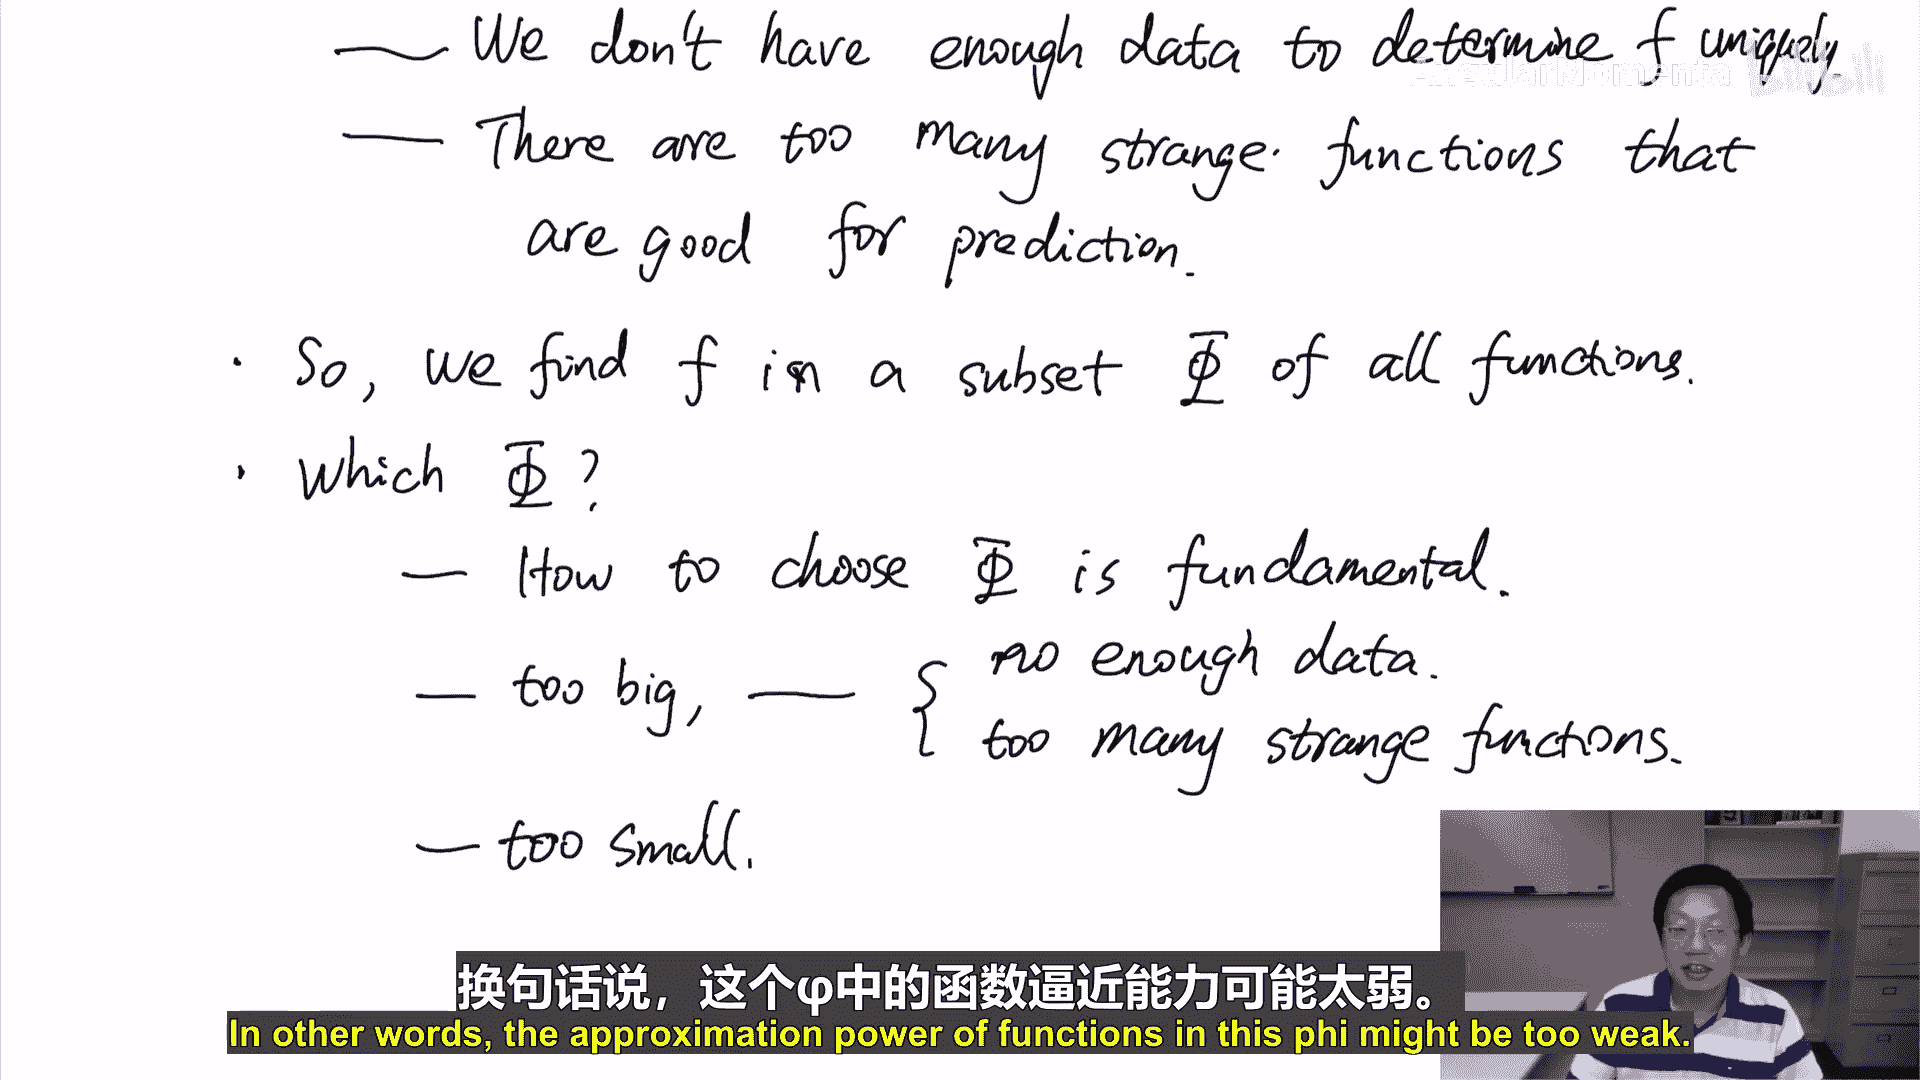 — We don't have enough data to determine f uniquely.
AngularMomenta bilibili
— There are too many strange functions that
are good for prediction.
· So, we find f in a subset Φ of all functions.
· Which Φ?
— How to choose Φ is fundamental.
— too big, — { no enough data.
too many strange functions.
— too small.
换句话说，这个φ中的函数逼近能力可能太弱。
In other words, the approximation power of functions in this phi might be too weak.